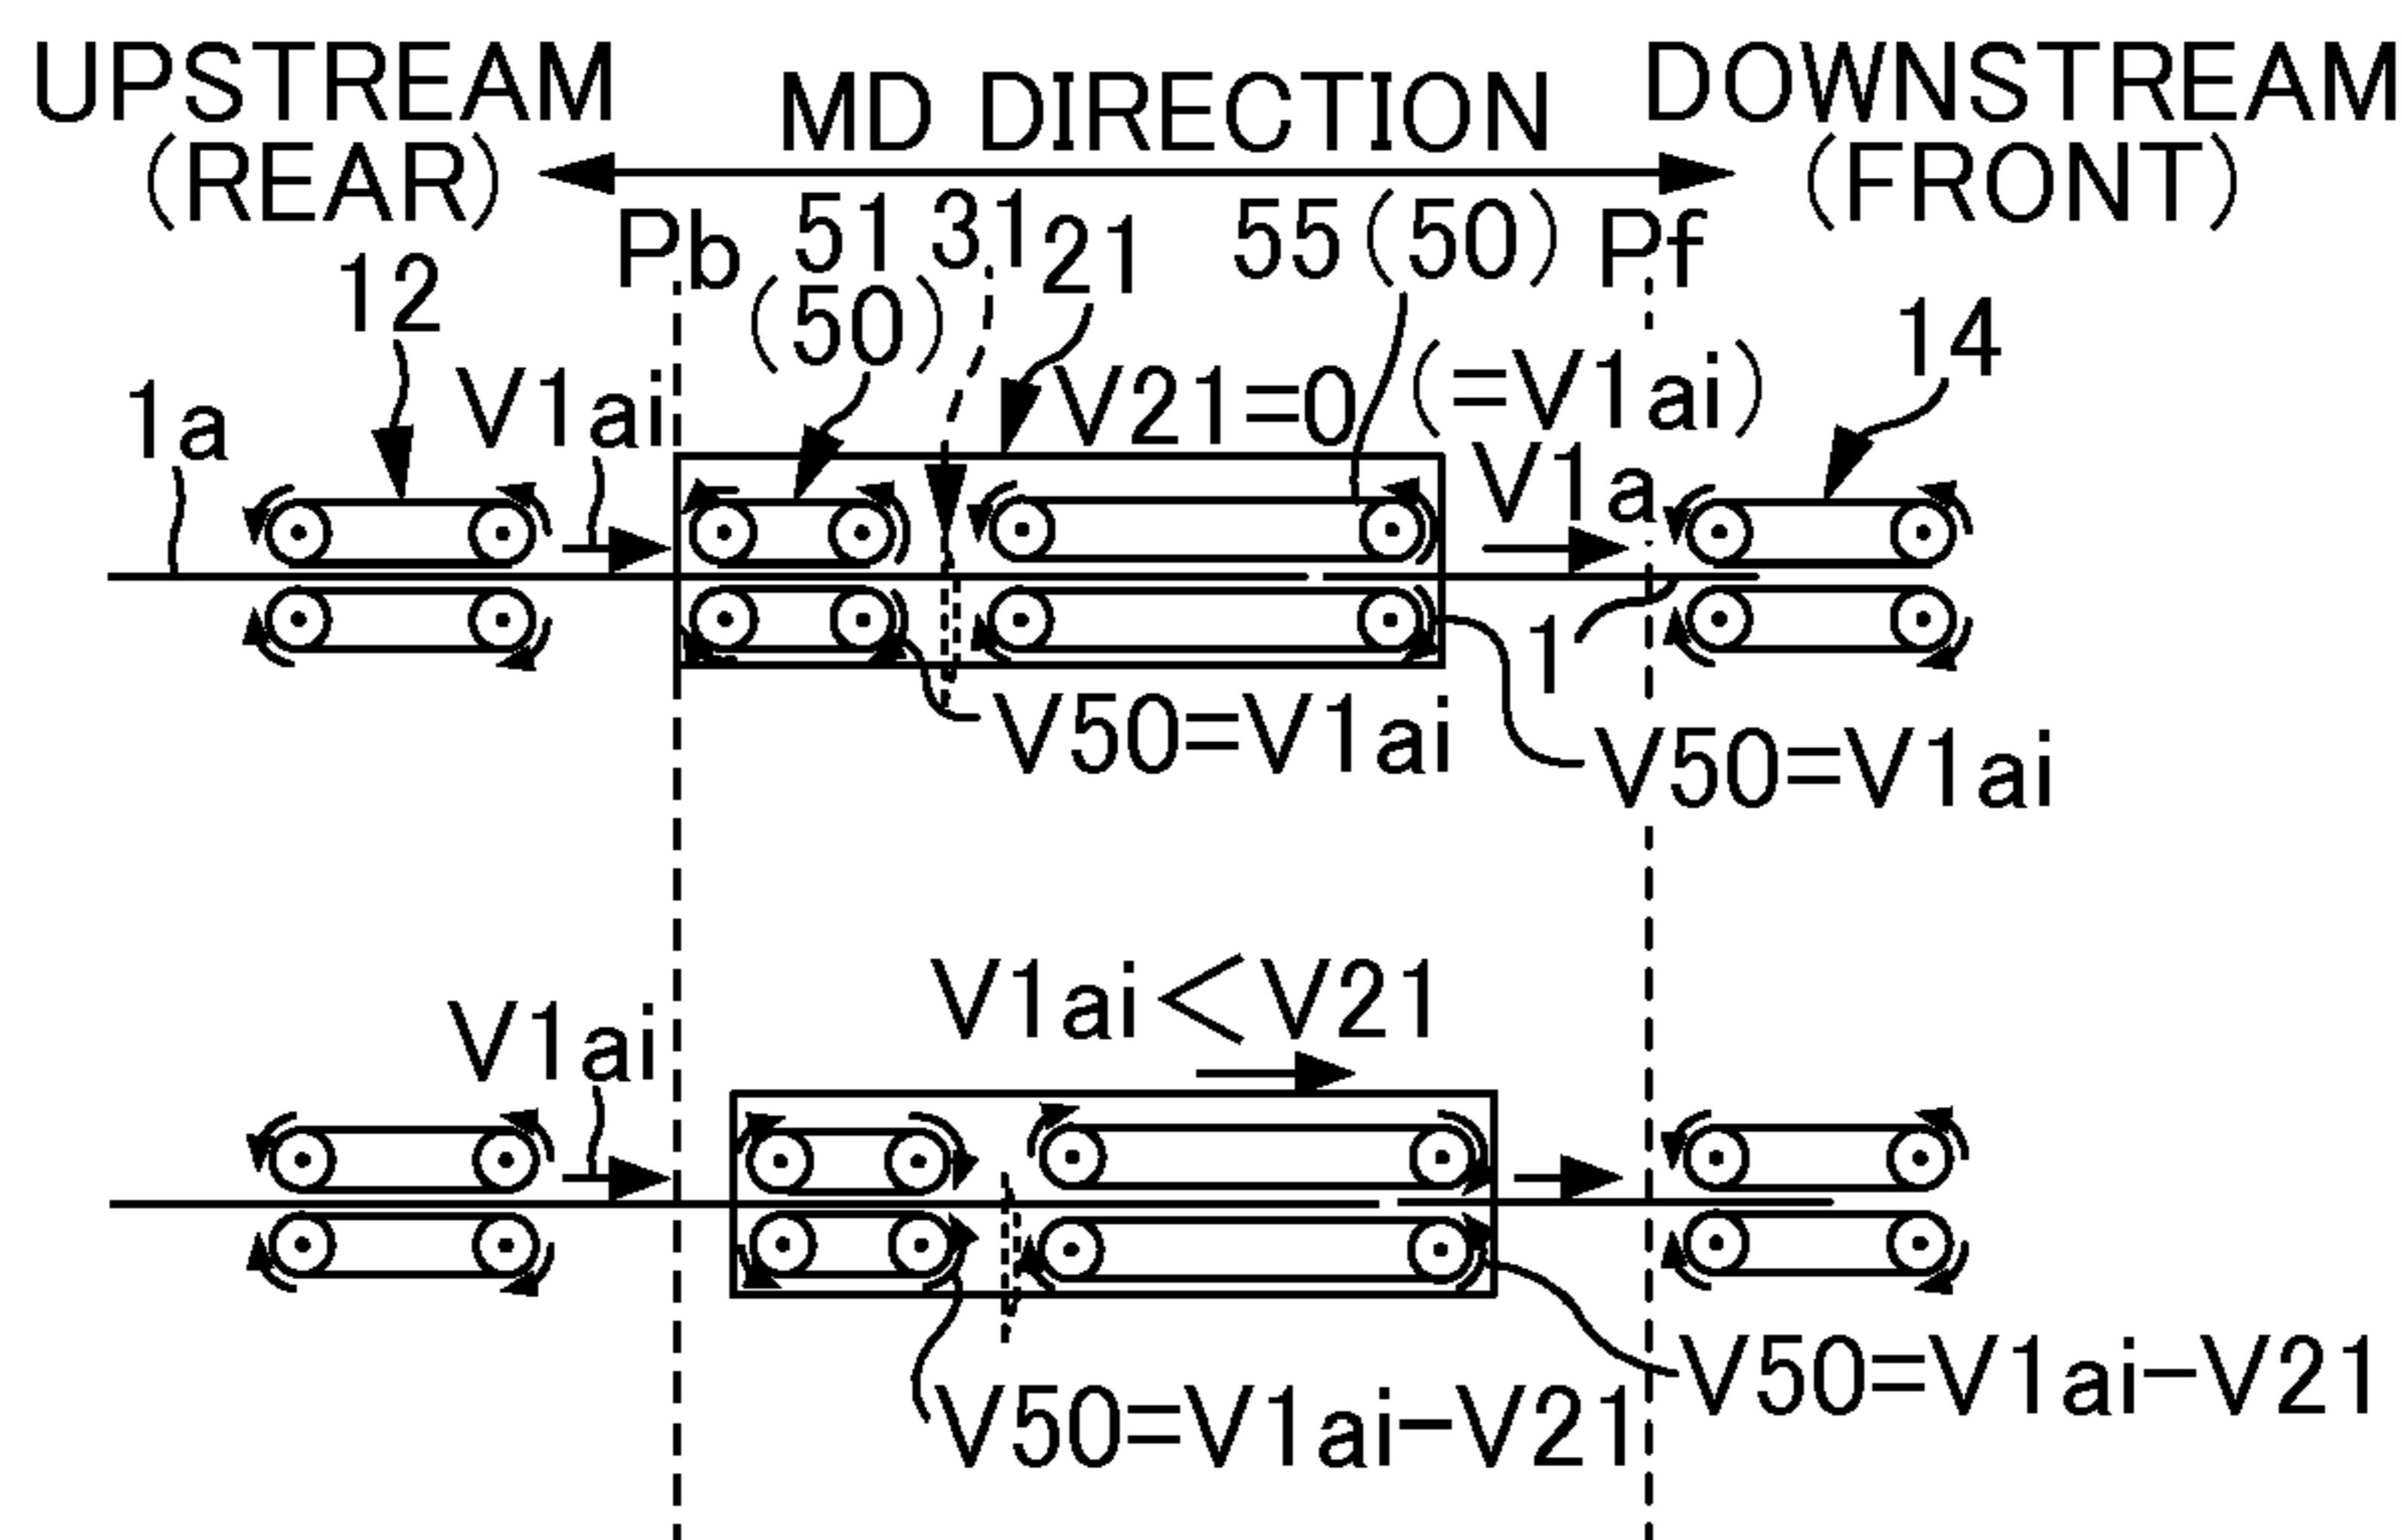 UPSTREAM
(REAR)
MD DIRECTION
DOWNSTREAM
(FRONT)
12
Pb
51
(50)
31
21
55(50)
Pf
14
1a
V1ai
V21=0
(=V1ai)
V1a
1
V50=V1ai
V50=V1ai
V1ai
V1ai<V21
V50=V1ai-V21
V50=V1ai-V21